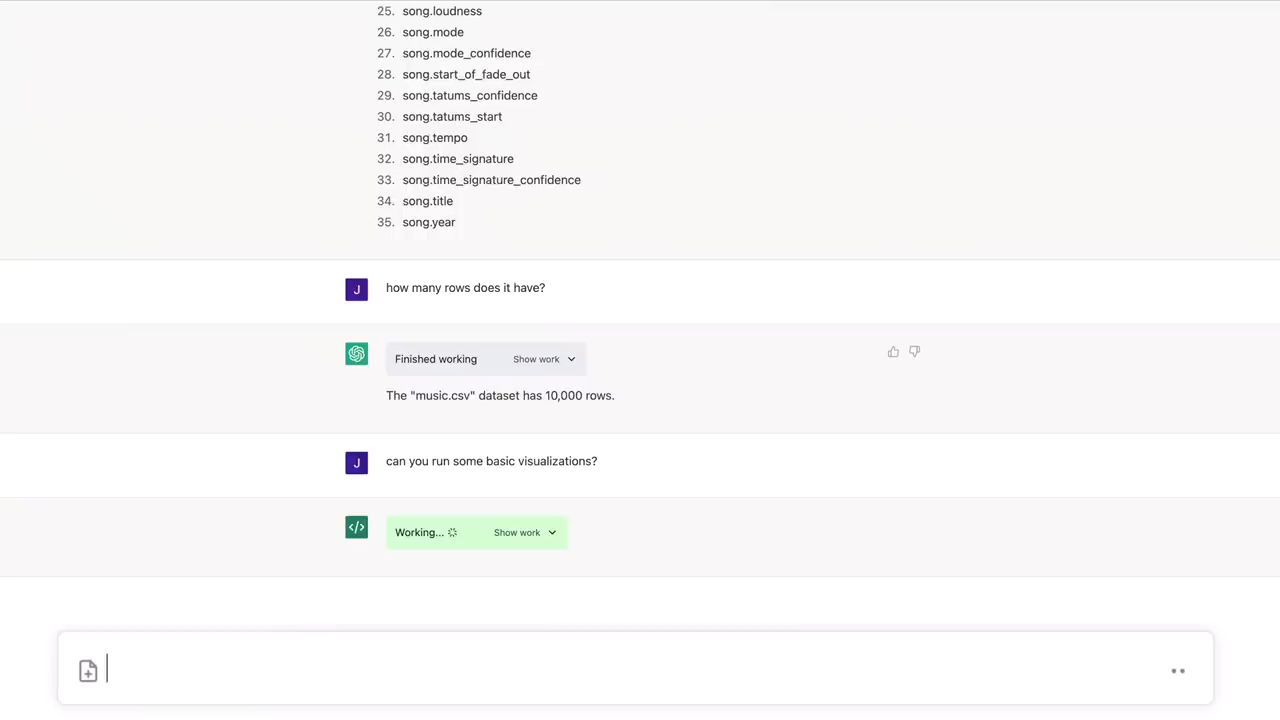 25. song.loudness
26. song.mode
27. song.mode_confidence
28. song.start_of_fade_out
29. song.tatums_confidence
30. song.tatums_start
31. song.tempo
32. song.time_signature
33. song.time_signature_confidence
34. song.title
35. song.year
J how many rows does it have?
Finished working Show work
The "music.csv" dataset has 10,000 rows.
J can you run some basic visualizations?
</> Working... Show work